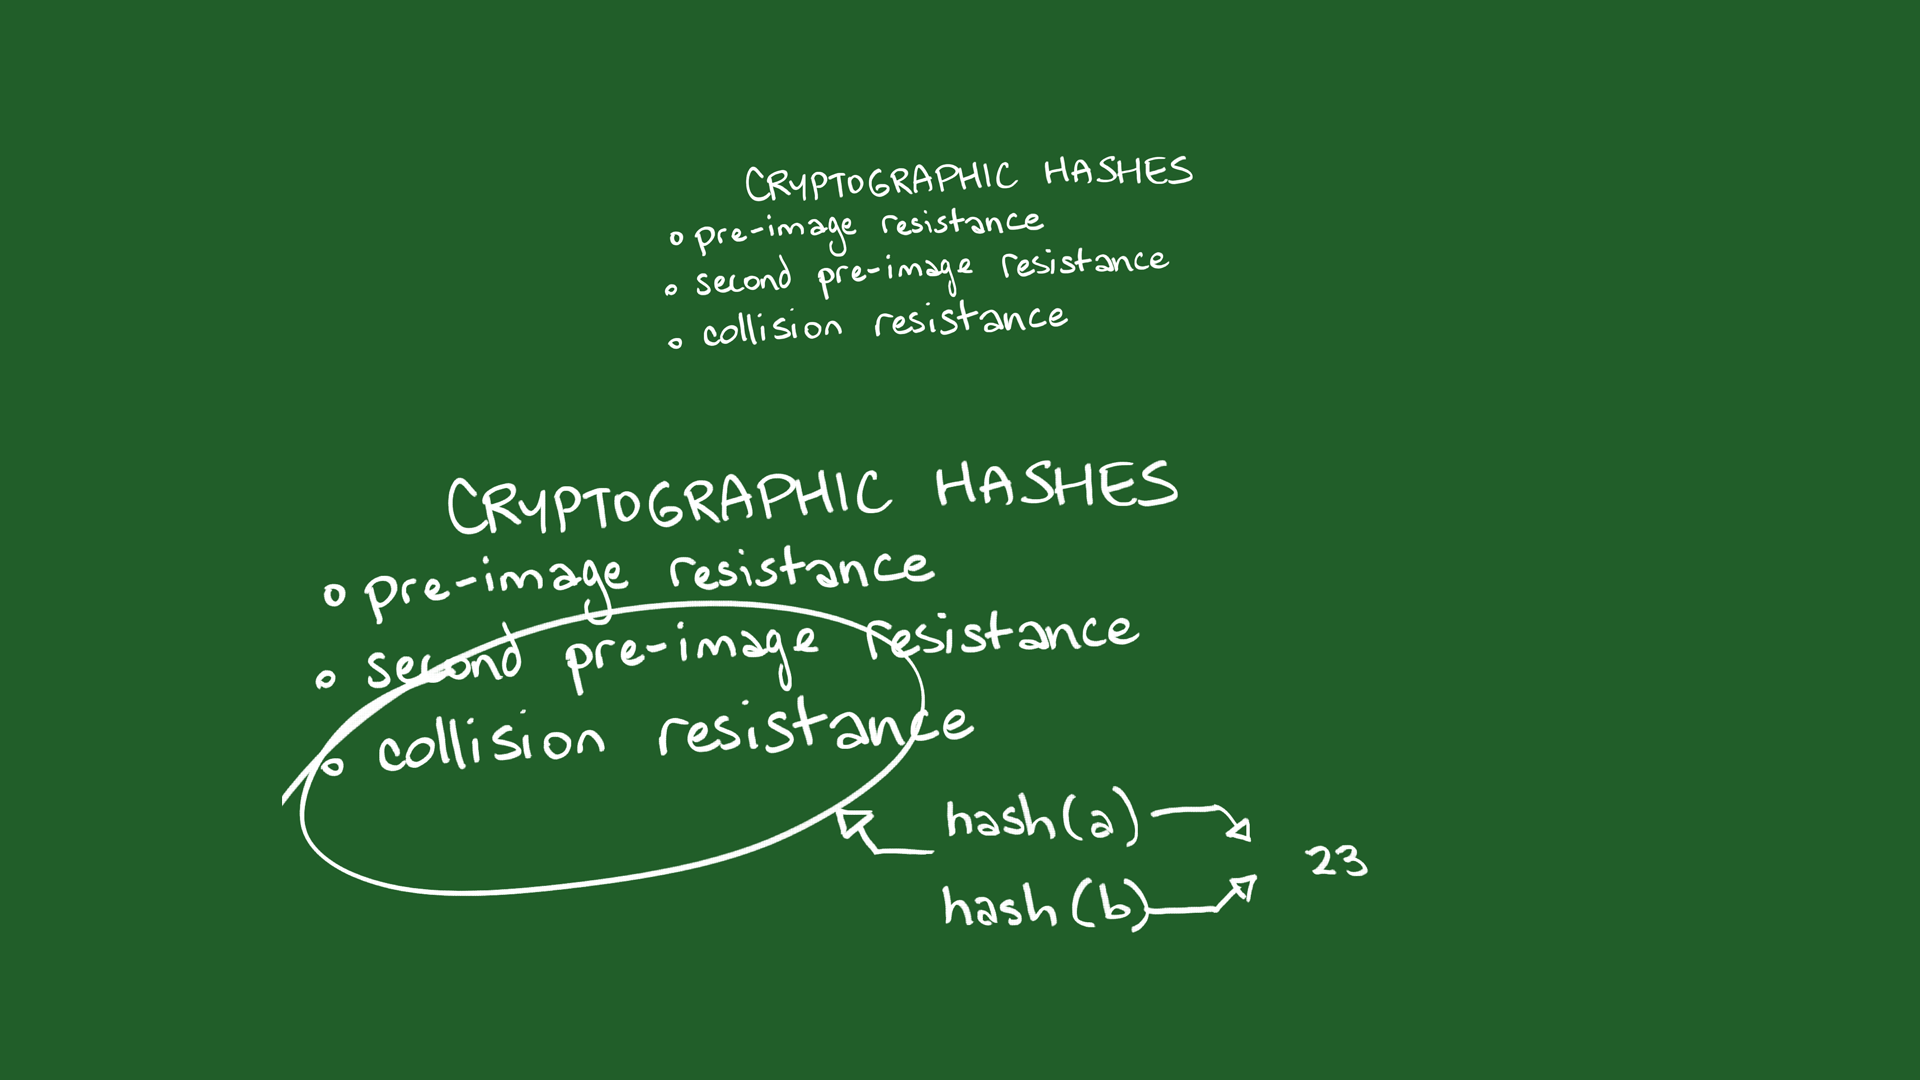 CRYPTOGRAPHIC HASHES
pre-image resistance
second pre-image resistance
collision resistance
CRYPTOGRAPHIC HASHES
pre-image resistance
second pre-image resistance
collision resistance
hash(a)
23
hash(b)